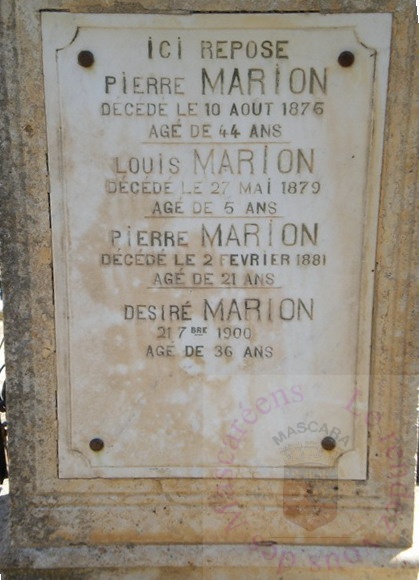 ICI REPOSE
PIERRE MARION
DÉCÉDÉ LE 10 AOUT 1876
AGÉ DE 44 ANS
LOUIS MARION
DÉCÉDÉ LE 27 MAI 1879
AGÉ DE 5 ANS
PIERRE MARION
DÉCÉDÉ LE 2 FEVRIER 1881
AGÉ DE 21 ANS
DESIRÉ MARION
21 7BRE 1900
AGE DE 36 ANS
MASCARA